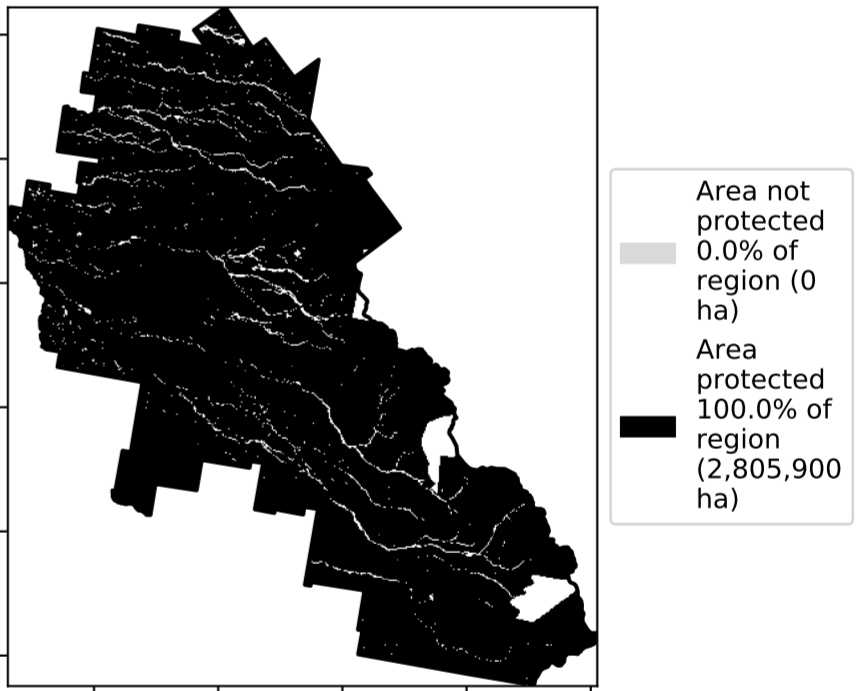 Area not
protected
0.0% of
region (0
ha)
Area
protected
100.0% of
region
(2,805,900
ha)